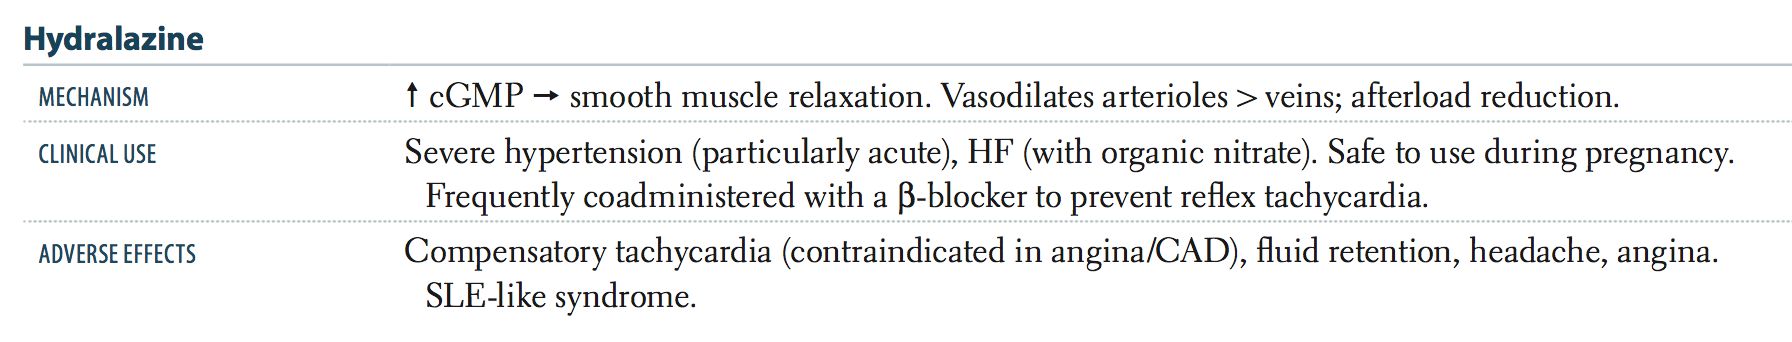 Hydralazine
MECHANISM ↑ cGMP → smooth muscle relaxation. Vasodilates arterioles > veins; afterload reduction.
CLINICAL USE Severe hypertension (particularly acute), HF (with organic nitrate). Safe to use during pregnancy.
Frequently coadministered with a β-blocker to prevent reflex tachycardia.
ADVERSE EFFECTS Compensatory tachycardia (contraindicated in angina/CAD), fluid retention, headache, angina.
SLE-like syndrome.